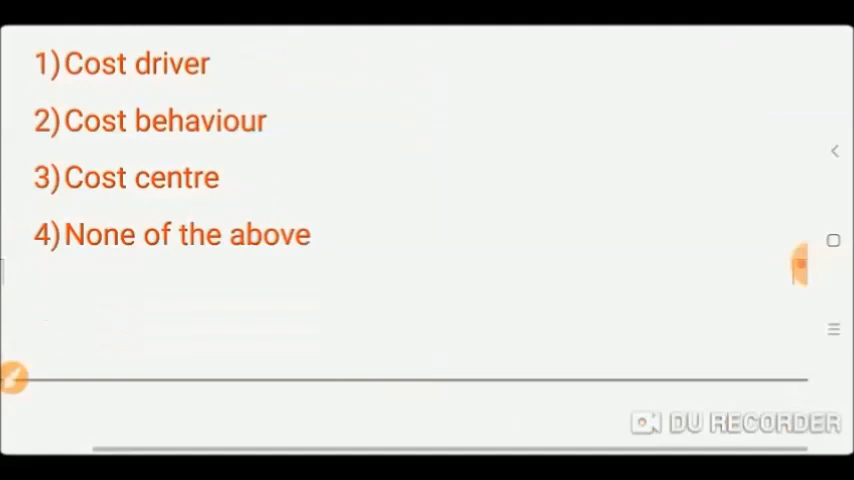 1)Cost driver
2)Cost behaviour
3)Cost centre
4)None of the above
DU RECORDER